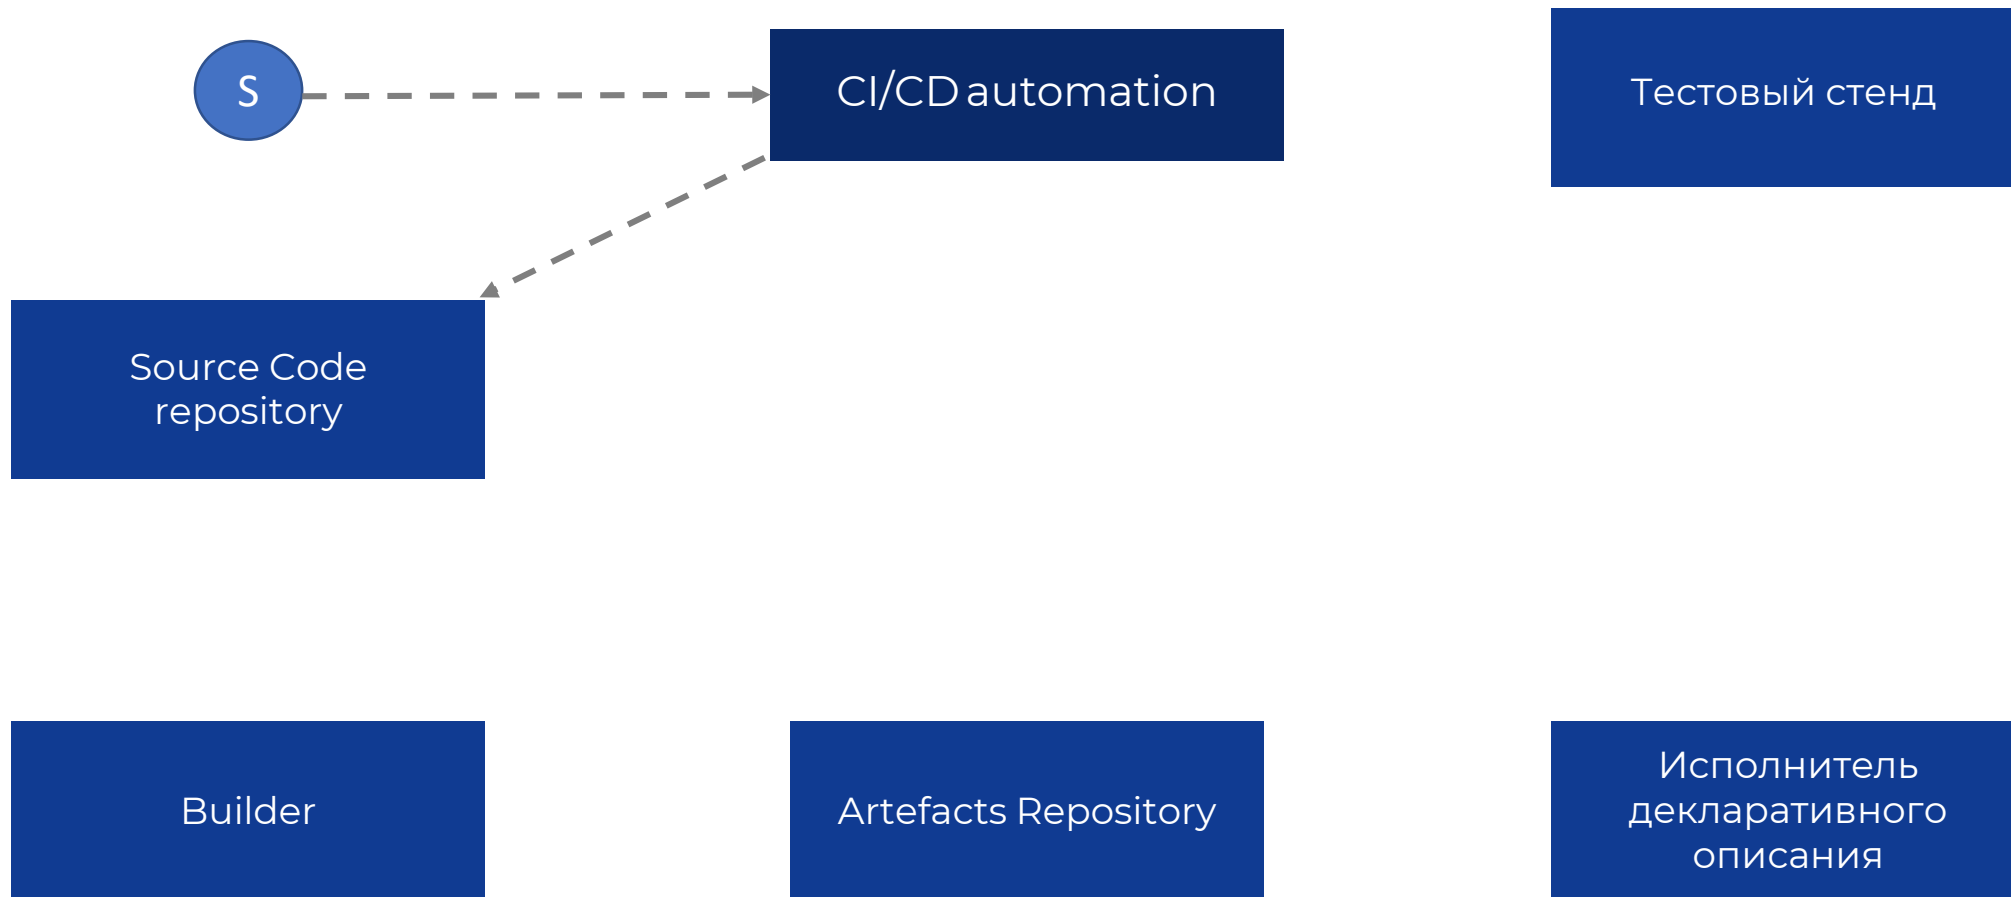 S
CI/CD automation
Тестовый стенд
Source Code
repository
Builder
Artefacts Repository
Исполнитель
декларативного
описания